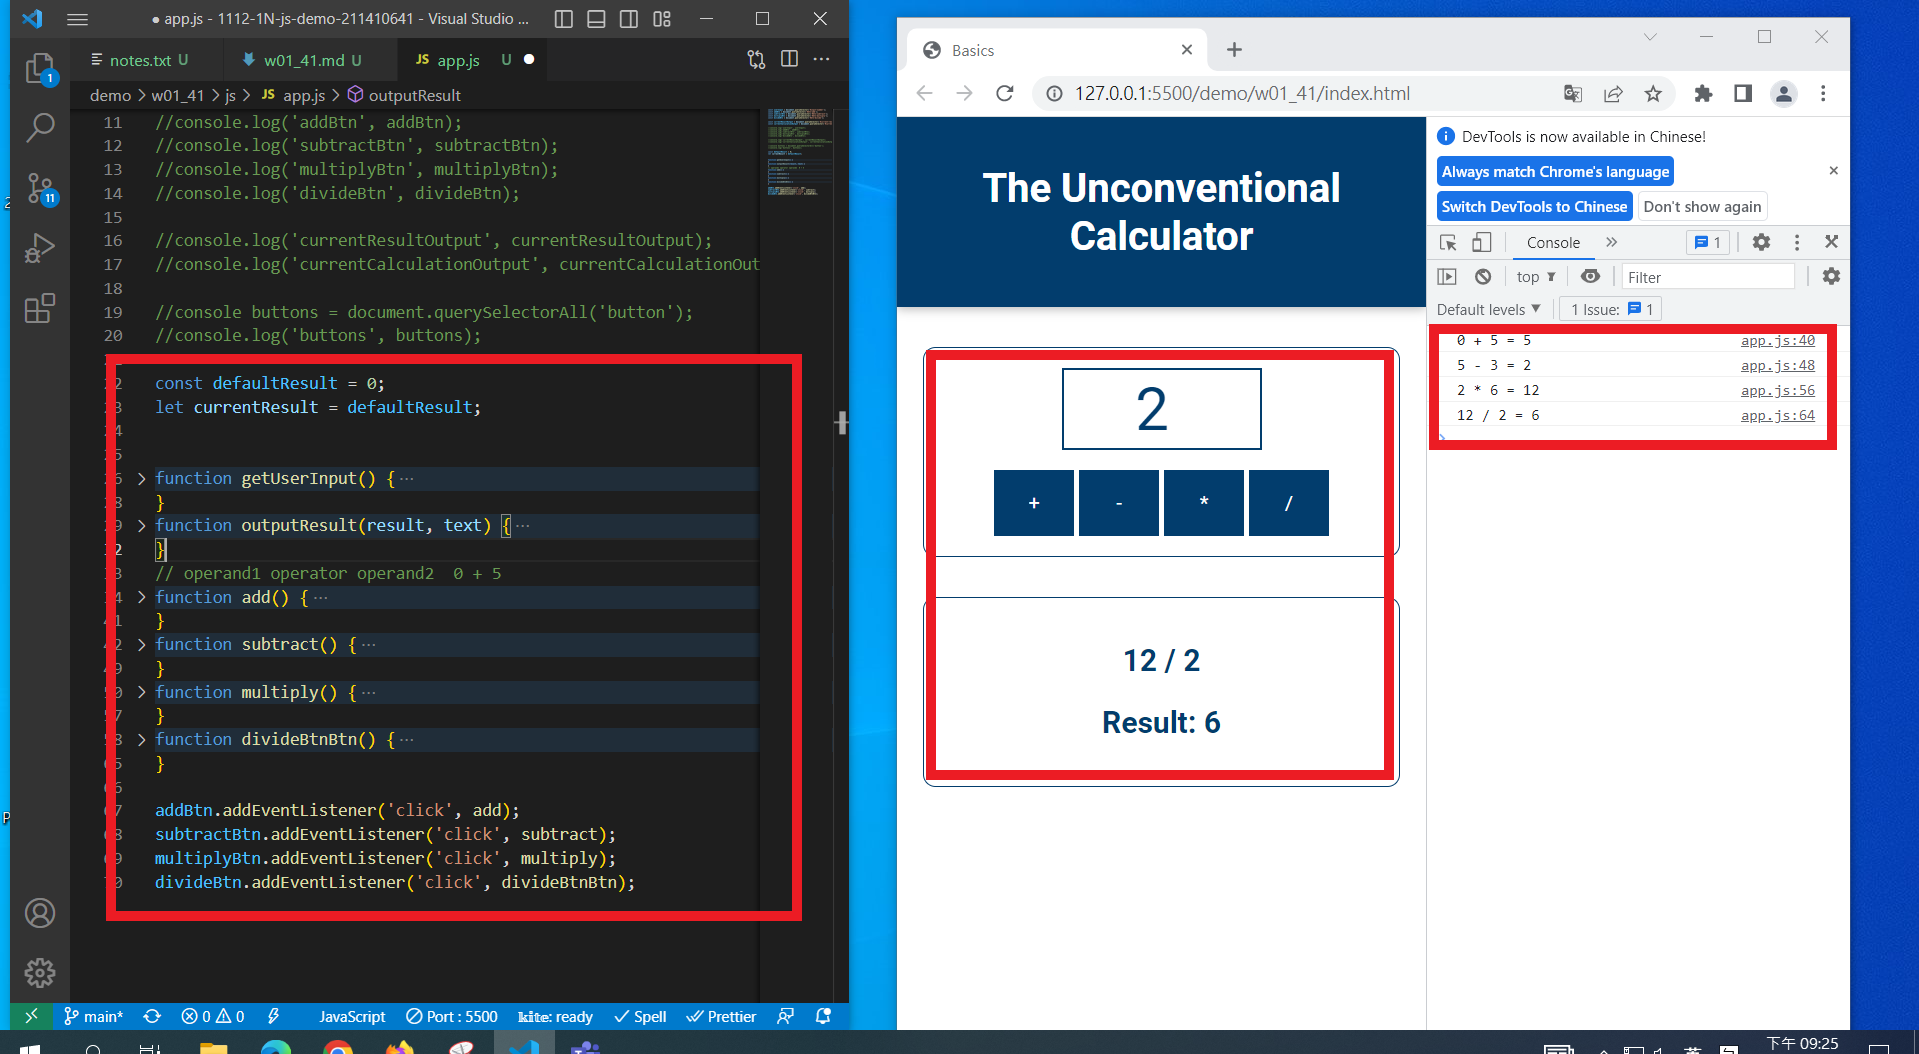 ● app.js - 1112-1N-js-demo-211410641 - Visual Studio ...
notes.txt U
w01_41.md U
JS app.js U
demo > w01_41 > js > JS app.js > outputResult
11 //console.log('addBtn', addBtn);
12 //console.log('subtractBtn', subtractBtn);
13 //console.log('multiplyBtn', multiplyBtn);
14 //console.log('divideBtn', divideBtn);
15
16 //console.log('currentResultOutput', currentResultOutput);
17 //console.log('currentCalculationOutput', currentCalculationOut
18
19 //console buttons = document.querySelectorAll('button');
20 //console.log('buttons', buttons);
const defaultResult = 0;
let currentResult = defaultResult;
function getUserInput() { ...
}
function outputResult(result, text) { ...
}
// operand1 operator operand2  0 + 5
function add() { ...
}
function subtract() { ...
}
function multiply() { ...
}
function divideBtnBtn() { ...
}
addBtn.addEventListener('click', add);
subtractBtn.addEventListener('click', subtract);
multiplyBtn.addEventListener('click', multiply);
divideBtn.addEventListener('click', divideBtnBtn);
1
11
main* 0 0 JavaScript Port : 5500 kite: ready Spell Prettier
Basics
127.0.0.1:5500/demo/w01_41/index.html
The Unconventional
Calculator
2
+ - * /
12 / 2
Result: 6
DevTools is now available in Chinese!
Always match Chrome's language
Switch DevTools to Chinese
Don't show again
Console » 1
top ▼ Filter
Default levels ▼ 1 Issue: 1
0 + 5 = 5 app.js:40
5 - 3 = 2 app.js:48
2 * 6 = 12 app.js:56
12 / 2 = 6 app.js:64
下午 09:25